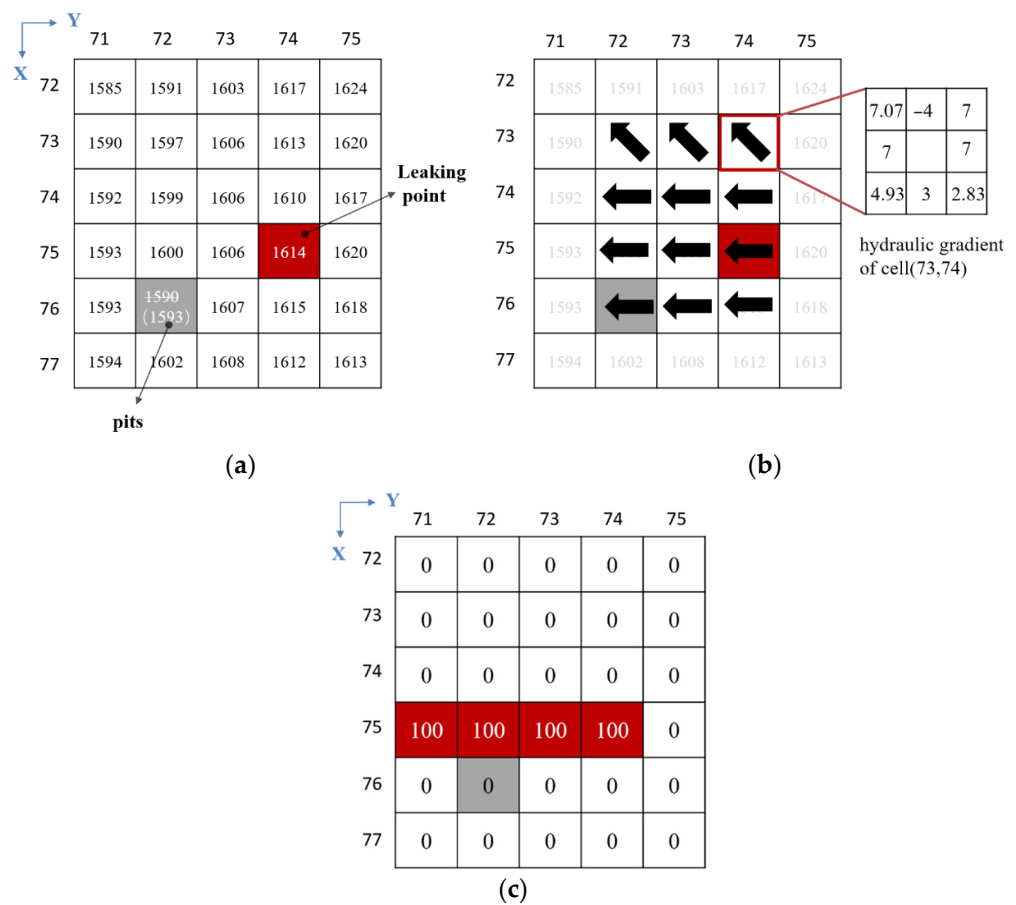 Y
X
71 72 73 74 75
72 1585 1591 1603 1617 1624
73 1590 1597 1606 1613 1620
74 1592 1599 1606 1610 1617
75 1593 1600 1606 1614 1620
76 1593 1590 1607 1615 1618
(1593)
77 1594 1602 1608 1612 1613
Leaking
point
pits
(a)
71 72 73 74 75
72 1585 1591 1603 1617 1624
73 1590 1620
74 1592 1617
75 1593 1620
76 1593 1618
77 1594 1602 1608 1612 1613
7.07 −4 7
7 7
4.93 3 2.83
hydraulic gradient
of cell(73,74)
(b)
Y
X
71 72 73 74 75
72 0 0 0 0 0
73 0 0 0 0 0
74 0 0 0 0 0
75 100 100 100 100 0
76 0 0 0 0 0
77 0 0 0 0 0
(c)